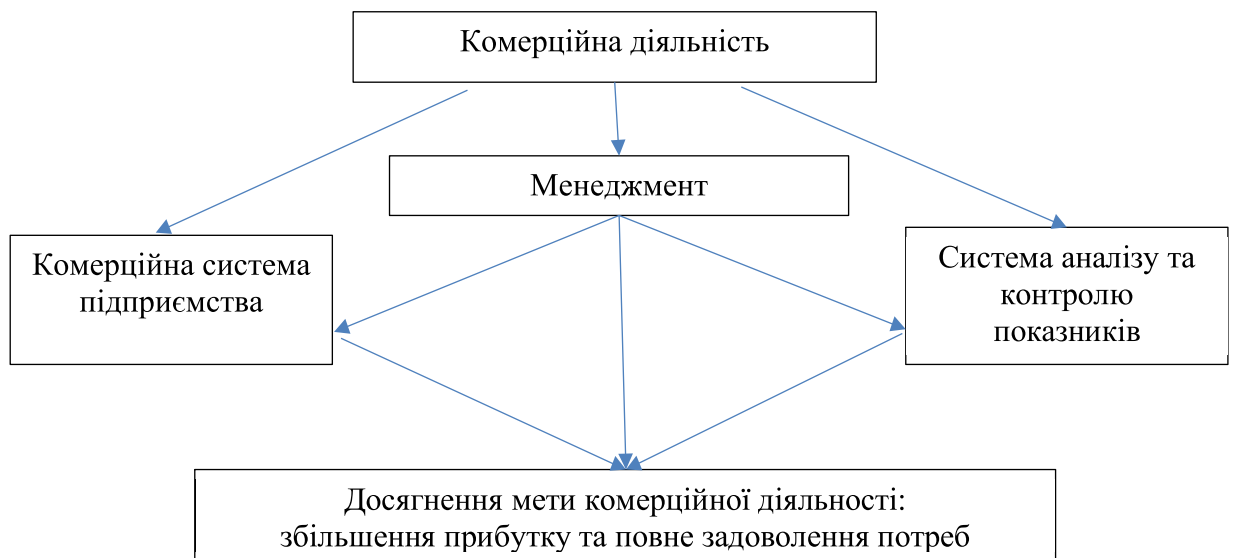 Комерційна діяльність
Менеджмент
Комерційна система
підприємства
Система аналізу та
контролю
показників
Досягнення мети комерційної діяльності:
збільшення прибутку та повне задоволення потреб